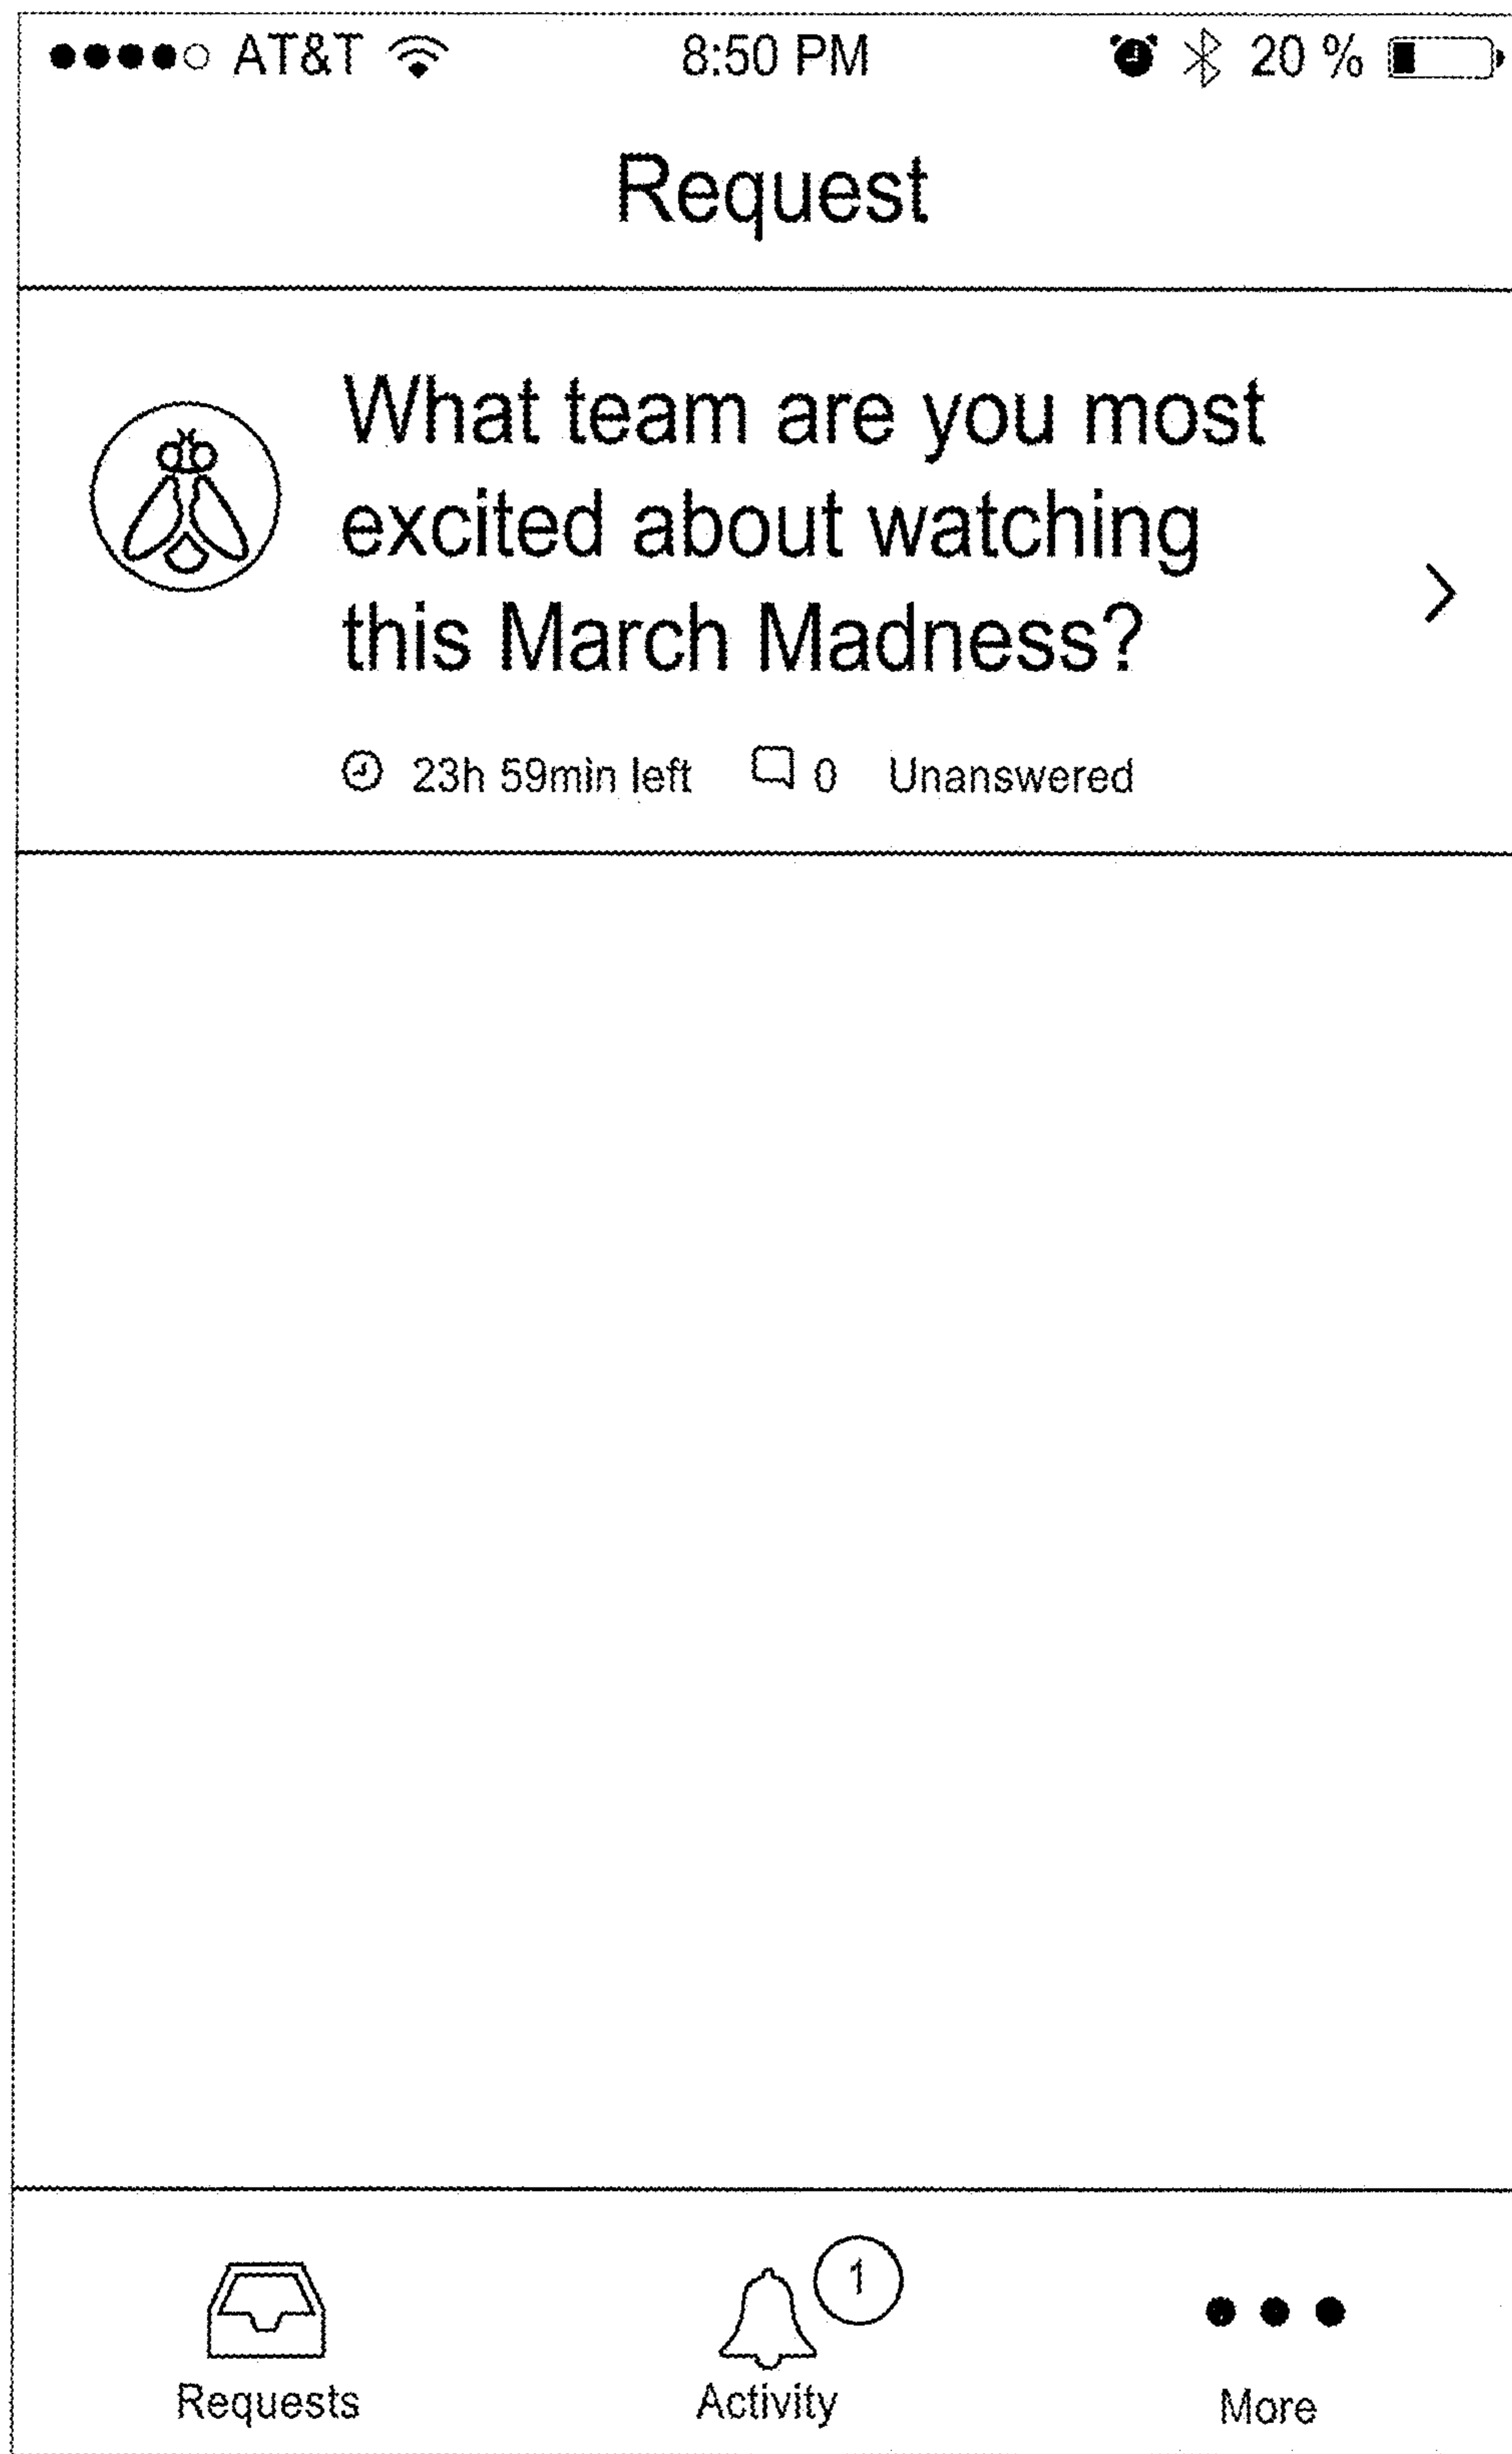 AT&T 8:50 PM 20 %
Request
What team are you most
excited about watching
this March Madness?
23h 59min left 0 Unanswered
1
Requests Activity More